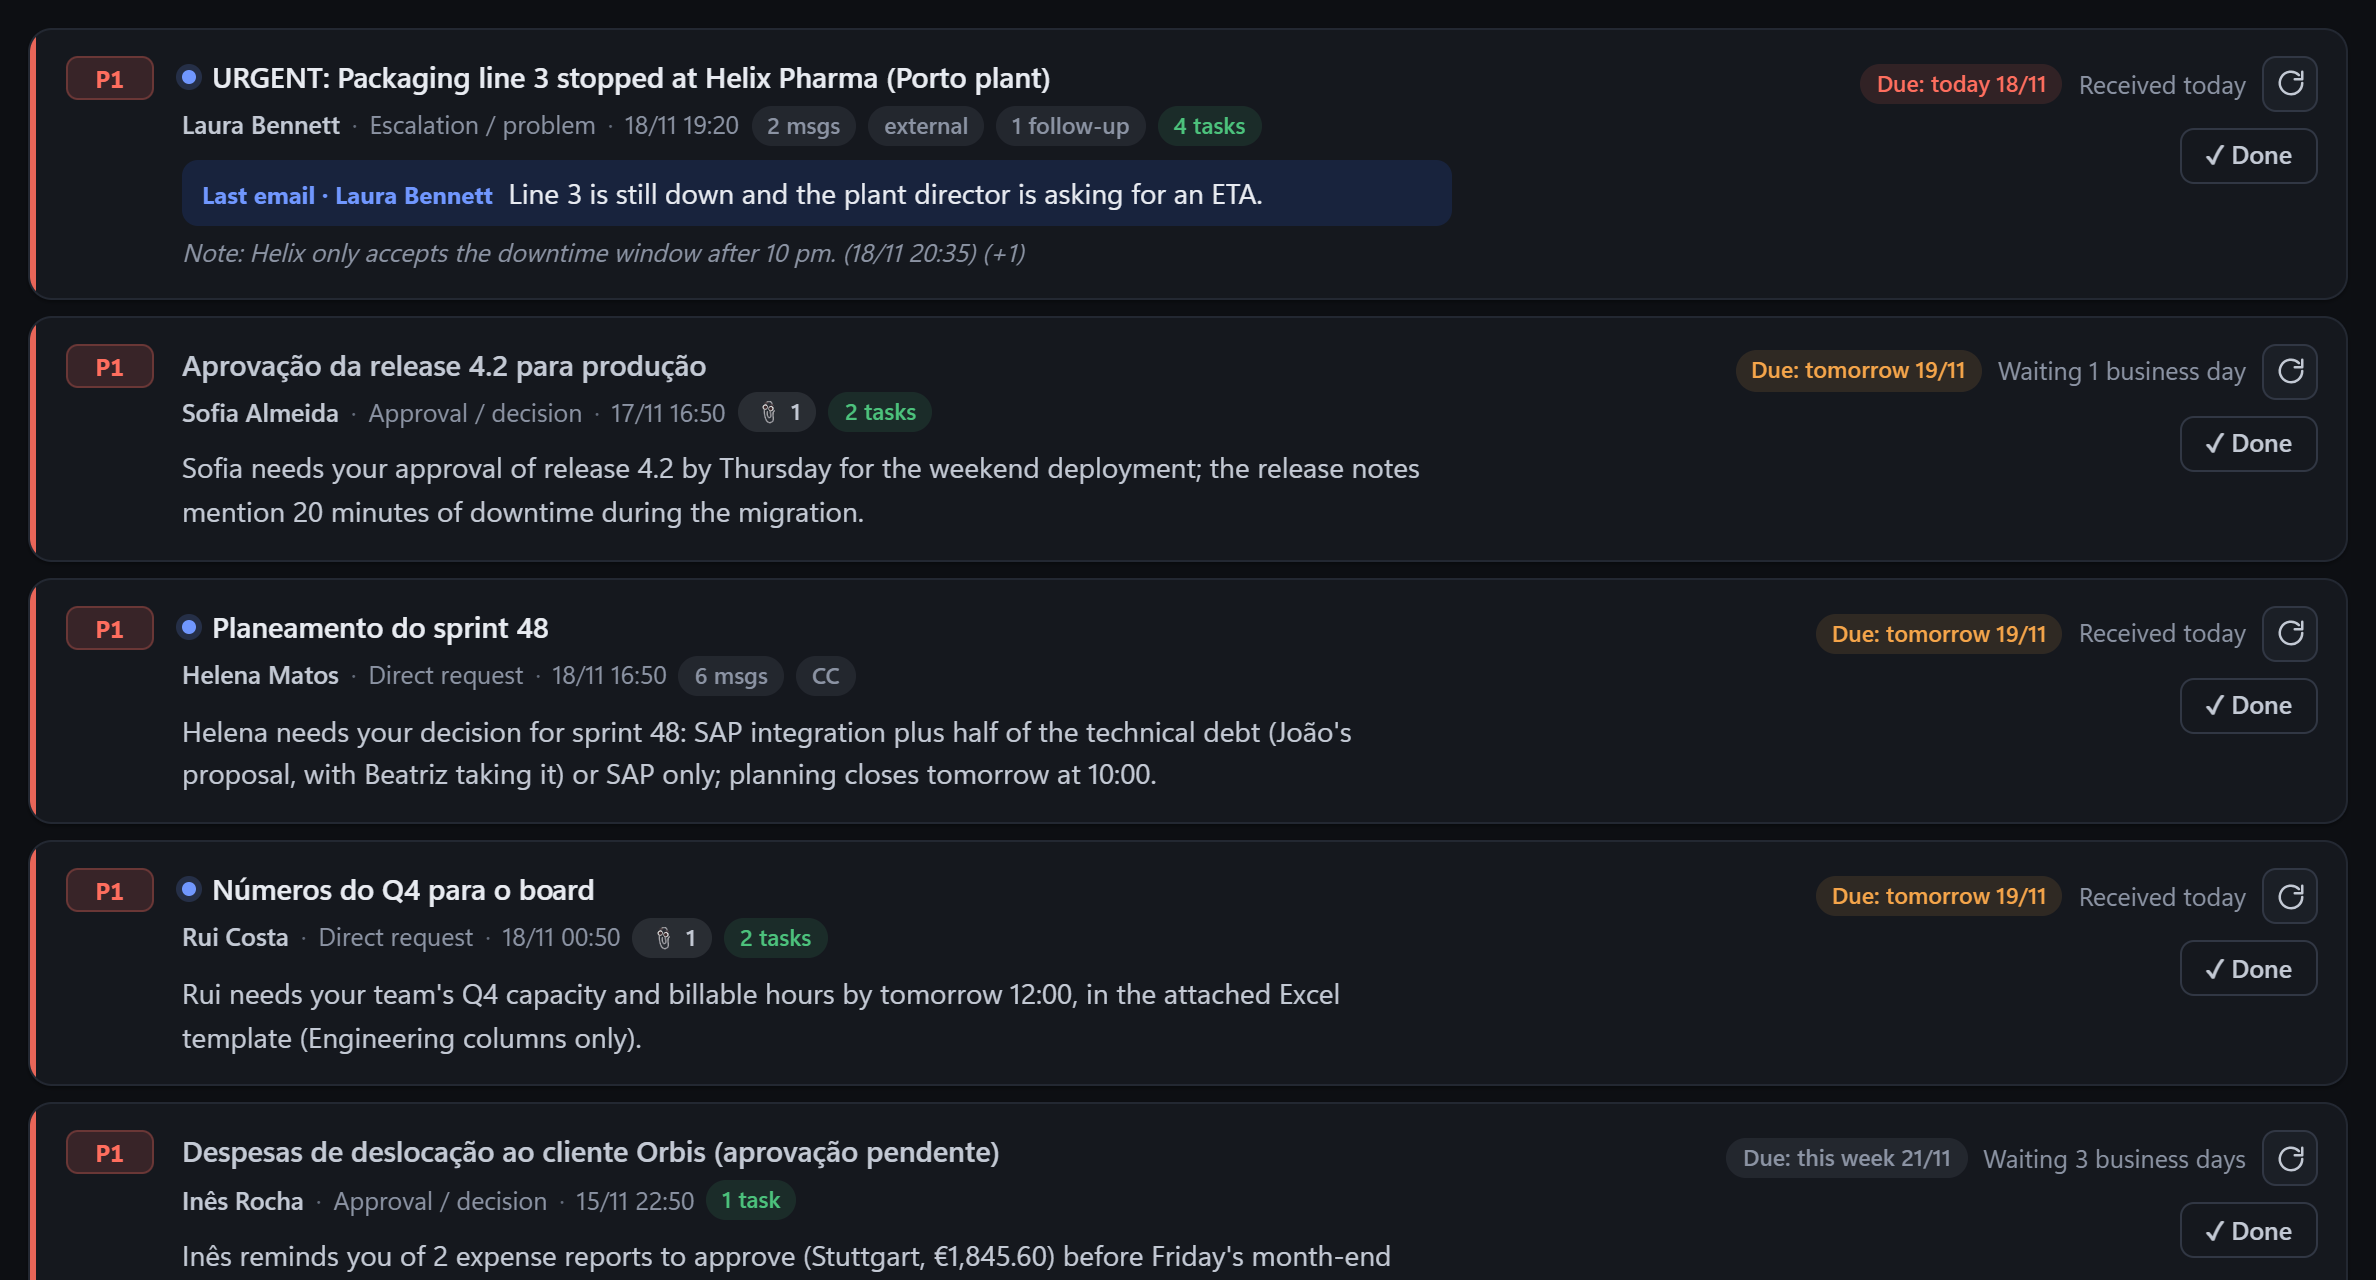 P1 URGENT: Packaging line 3 stopped at Helix Pharma (Porto plant) Due: today 18/11 Received today
Laura Bennett · Escalation / problem · 18/11 19:20 2 msgs external 1 follow-up 4 tasks
✓ Done
Last email · Laura Bennett Line 3 is still down and the plant director is asking for an ETA.
Note: Helix only accepts the downtime window after 10 pm. (18/11 20:35) (+1)
P1 Aprovação da release 4.2 para produção Due: tomorrow 19/11 Waiting 1 business day
Sofia Almeida · Approval / decision · 17/11 16:50 1 2 tasks
✓ Done
Sofia needs your approval of release 4.2 by Thursday for the weekend deployment; the release notes
mention 20 minutes of downtime during the migration.
P1 Planeamento do sprint 48 Due: tomorrow 19/11 Received today
Helena Matos · Direct request · 18/11 16:50 6 msgs CC
✓ Done
Helena needs your decision for sprint 48: SAP integration plus half of the technical debt (João's
proposal, with Beatriz taking it) or SAP only; planning closes tomorrow at 10:00.
P1 Números do Q4 para o board Due: tomorrow 19/11 Received today
Rui Costa · Direct request · 18/11 00:50 1 2 tasks
✓ Done
Rui needs your team's Q4 capacity and billable hours by tomorrow 12:00, in the attached Excel
template (Engineering columns only).
P1 Despesas de deslocação ao cliente Orbis (aprovação pendente) Due: this week 21/11 Waiting 3 business days
Inês Rocha · Approval / decision · 15/11 22:50 1 task
✓ Done
Inês reminds you of 2 expense reports to approve (Stuttgart, €1,845.60) before Friday's month-end